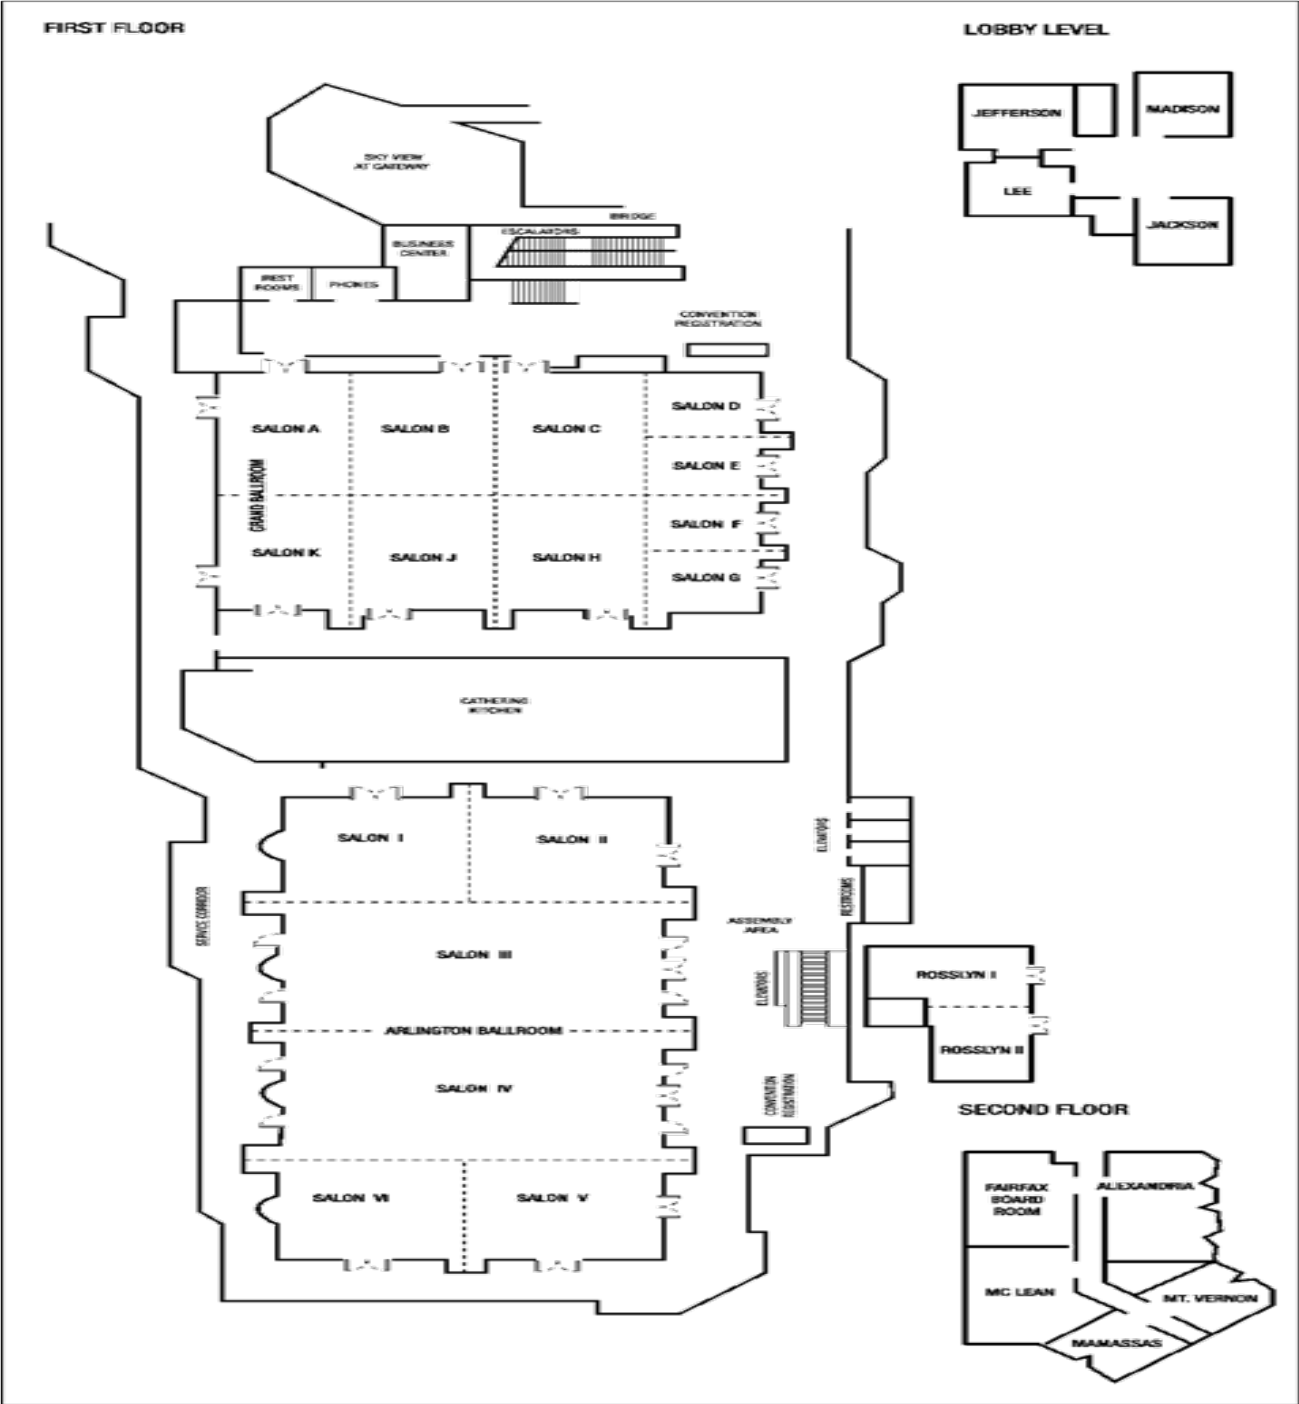 FIRST FLOOR
LOBBY LEVEL
JEFFERSON
MADISON
LEE
JACKSON
SKY VIEW
AT GATEWAY
BRIDGE
ESCALATORS
BUSINESS
CENTER
REST
ROOMS
PHONES
CONVENTION
REGISTRATION
SALON A
SALON B
SALON C
SALON D
SALON E
GRAND BALLROOM
SALON F
SALON K
SALON J
SALON H
SALON G
CATHERING
KITCHEN
SALON I
SALON II
ELEVATORS
RESTROOMS
SERVICE CORRIDOR
ASSEMBLY
AREA
SALON III
ELEVATORS
ROSSLYN I
ARLINGTON BALLROOM
ROSSLYN II
SALON IV
CONVENTION
REGISTRATION
SECOND FLOOR
SALON VI
SALON V
FAIRFAX
BOARD
ROOM
ALEXANDRIA
MC LEAN
MT. VERNON
MAMASSAS